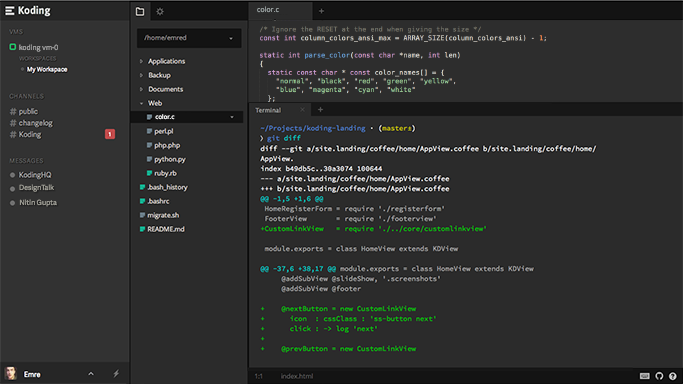 Koding
VMS
koding-vm-0
WORKSPACES
My Workspace
CHANNELS
# public
# changelog
# Koding
1
MESSAGES
KodingHQ
DesignTalk
Nitin Gupta
Emre
/home/emred
Applications
Backup
Documents
Web
color.c
perl.pl
php.php
python.py
ruby.rb
.bash_history
.bashrc
migrate.sh
README.md
color.c
+
/* Ignore the RESET at the end when giving the size */
const int column_colors_ansi_max = ARRAY_SIZE(column_colors_ansi) - 1;
static int parse_color(const char *name, int len)
{
static const char * const color_names[] = {
"normal", "black", "red", "green", "yellow",
"blue", "magenta", "cyan", "white"
};
Terminal
×
+
~/Projects/koding-landing • (masters)
❯ git diff
diff --git a/site.landing/coffee/home/AppView.coffee b/site.landing/coffee/home/
AppView.
index b49db5c..30a3074 100644
--- a/site.landing/coffee/home/AppView.coffee
+++ b/site.landing/coffee/home/AppView.coffee
@@ -1,5 +1,6 @@
HomeRegisterForm = require './registerform'
FooterView = require './footerview'
+CustomLinkView = require './../core/customlinkview'
module.exports = class HomeView extends KDView
@@ -37,6 +38,17 @@ module.exports = class HomeView extends KDView
@addSubView @slideShow, '.screenshots'
@addSubView @footer
+ @nextButton = new CustomLinkView
+ icon : cssClass : 'ss-button next'
+ click : -> log 'next'
+
+ @prevButton = new CustomLinkView
1:1 index.html